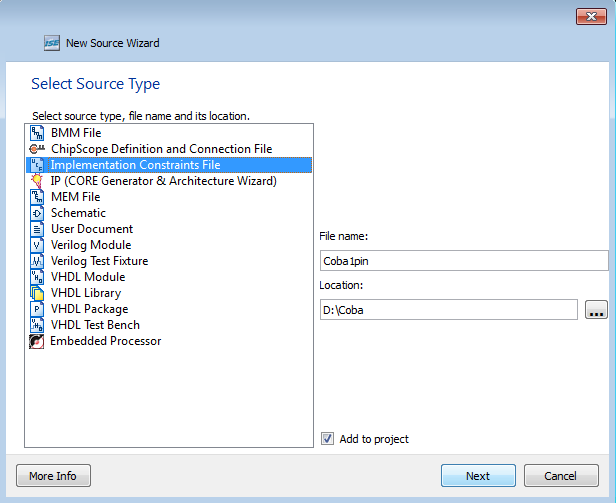 ISE New Source Wizard
Select Source Type
Select source type, file name and its location.
BMM File
ChipScope Definition and Connection File
Implementation Constraints File
IP (CORE Generator & Architecture Wizard)
MEM File
Schematic
User Document
Verilog Module
Verilog Test Fixture
VHDL Module
VHDL Library
VHDL Package
VHDL Test Bench
Embedded Processor
File name:
Coba1pin
Location:
D:\Coba
...
Add to project
More Info
Next
Cancel